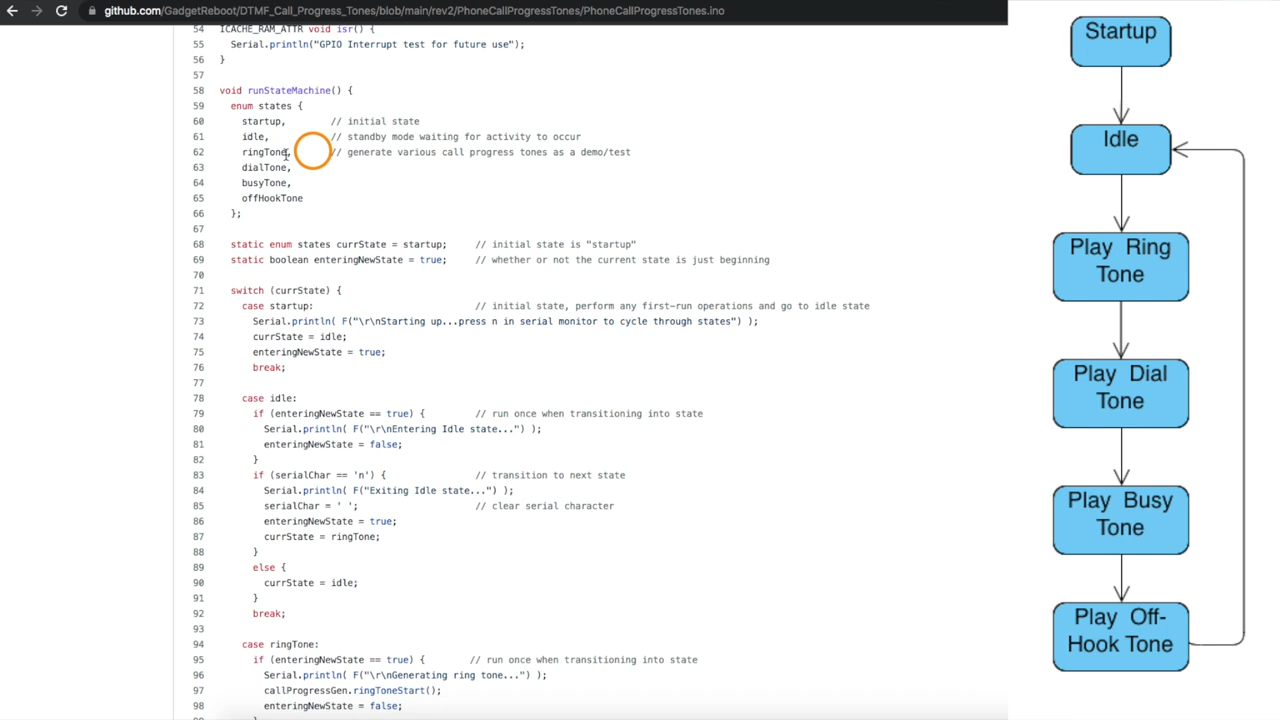 github.com/GadgetReboot/DTMF_Call_Progress_Tones/blob/main/rev2/PhoneCallProgressTones/PhoneCallProgressTones.ino
54 ICACHE_RAM_ATTR void isr() {
55 Serial.println("GPIO Interrupt test for future use");
56 }
57
58 void runStateMachine() {
59 enum states {
60 startup, // initial state
61 idle, // standby mode waiting for activity to occur
62 ringTone, // generate various call progress tones as a demo/test
63 dialTone,
64 busyTone,
65 offHookTone
66 };
67
68 static enum states currState = startup; // initial state is "startup"
69 static boolean enteringNewState = true; // whether or not the current state is just beginning
70
71 switch (currState) {
72 case startup: // initial state, perform any first-run operations and go to idle state
73 Serial.println( F("\r\nStarting up...press n in serial monitor to cycle through states") );
74 currState = idle;
75 enteringNewState = true;
76 break;
77
78 case idle:
79 if (enteringNewState == true) { // run once when transitioning into state
80 Serial.println( F("\r\nEntering Idle state...") );
81 enteringNewState = false;
82 }
83 if (serialChar == 'n') { // transition to next state
84 Serial.println( F("Exiting Idle state...") );
85 serialChar = ' '; // clear serial character
86 enteringNewState = true;
87 currState = ringTone;
88 }
89 else {
90 currState = idle;
91 }
92 break;
93
94 case ringTone:
95 if (enteringNewState == true) { // run once when transitioning into state
96 Serial.println( F("\r\nGenerating ring tone...") );
97 callProgressGen.ringToneStart();
98 enteringNewState = false;
Startup
Idle
Play Ring
Tone
Play Dial
Tone
Play Busy
Tone
Play Off-
Hook Tone